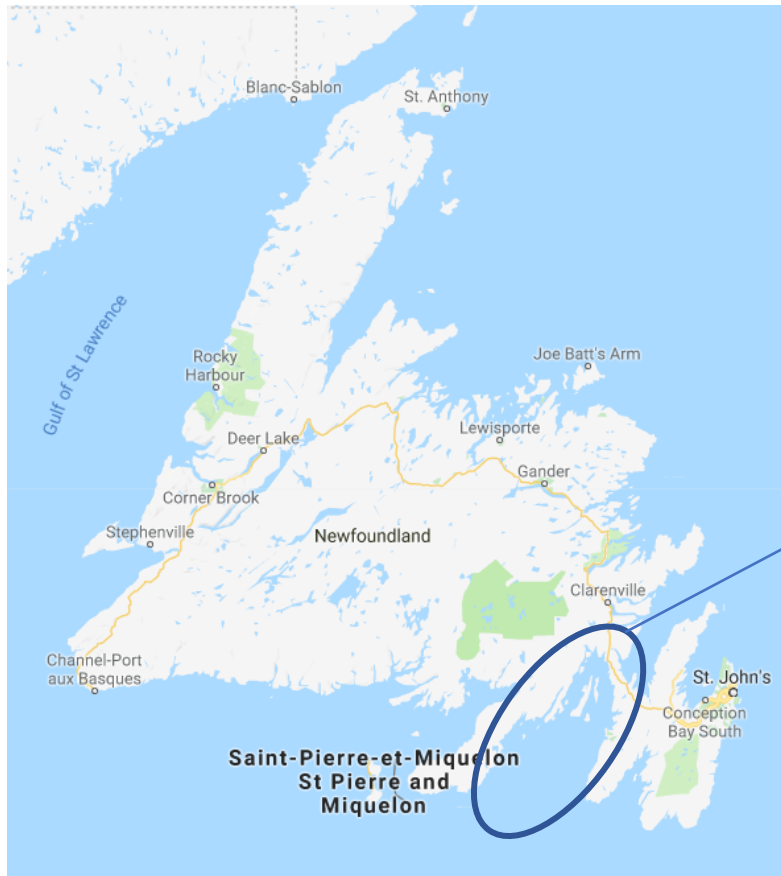 Blanc-Sablon
St. Anthony
Gulf of St Lawrence
Rocky
Harbour
Joe Batt's Arm
Deer Lake
Lewisporte
Gander
Corner Brook
Stephenville
Newfoundland
Clarenville
Channel-Port
aux Basques
St. John's
Conception
Bay South
Saint-Pierre-et-Miquelon
St Pierre and
Miquelon